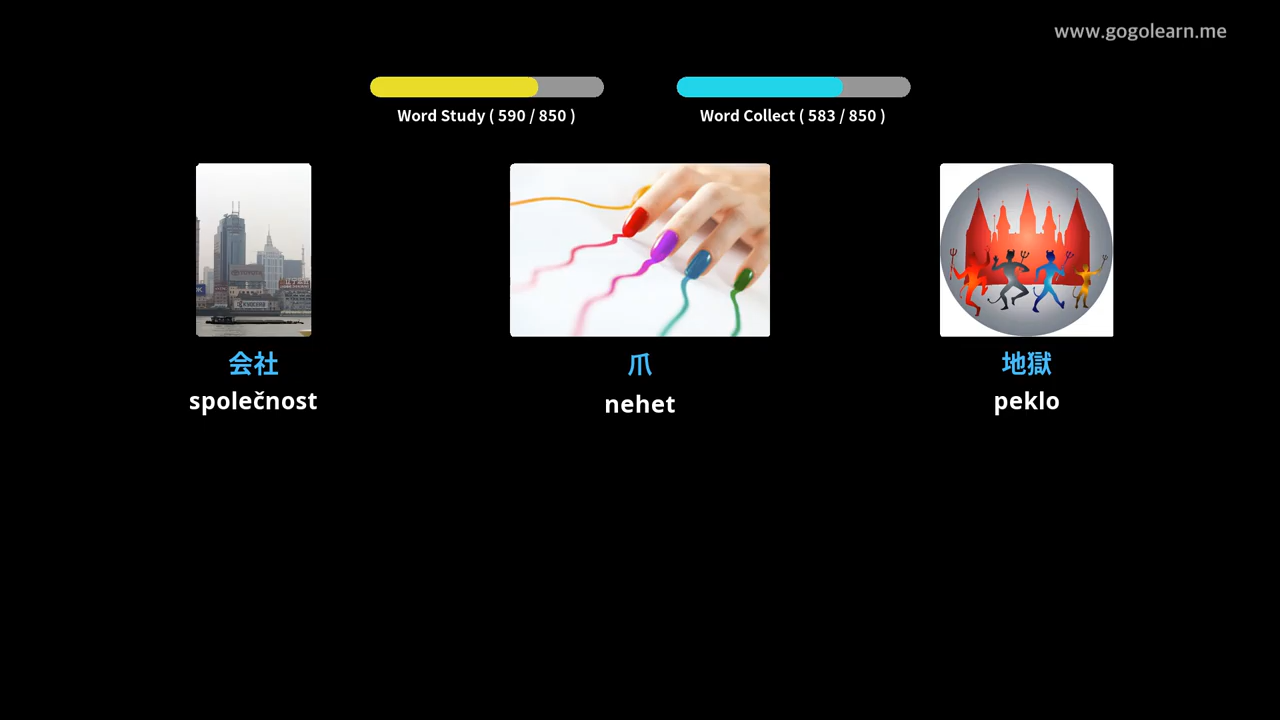 www.gogolearn.me
Word Study ( 590 / 850 )
Word Collect ( 583 / 850 )
TOYOTA
会社
爪
地獄
společnost
nehet
peklo